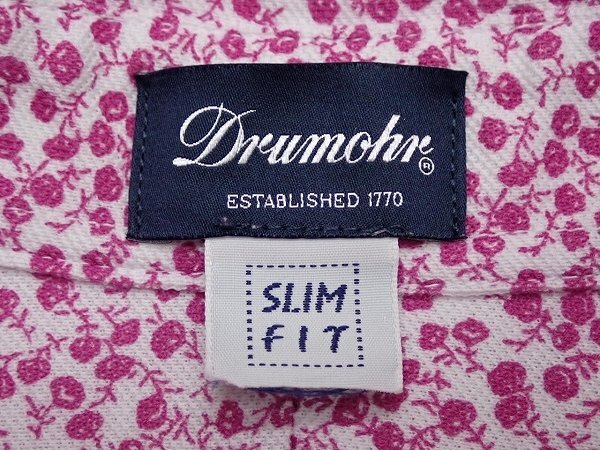 Drumohr®
ESTABLISHED 1770
SLIM
FIT